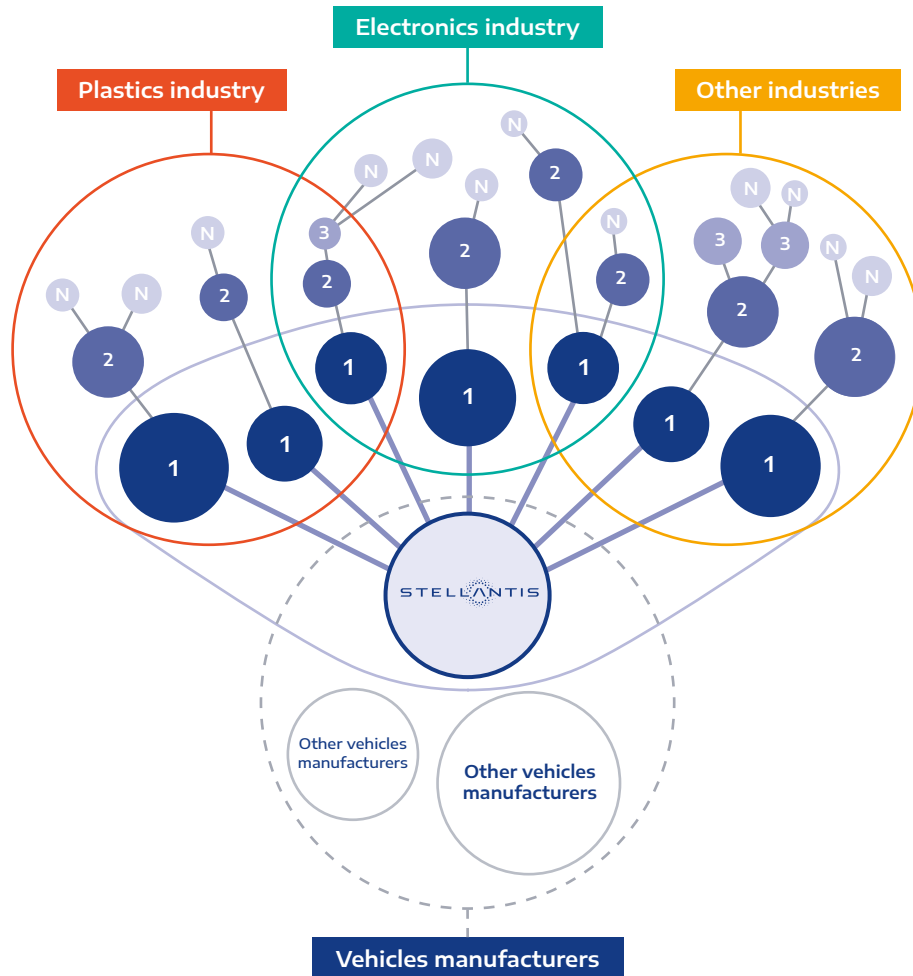 Electronics industry
Plastics industry
Other industries
N
N
N
N
2
N
N
N
N
N
3
3
3
2
N
N
N
N
2
2
2
2
2
2
2
1
1
1
1
1
1
1
STELLANTIS
Other vehicles
manufacturers
Other vehicles
manufacturers
Vehicles manufacturers